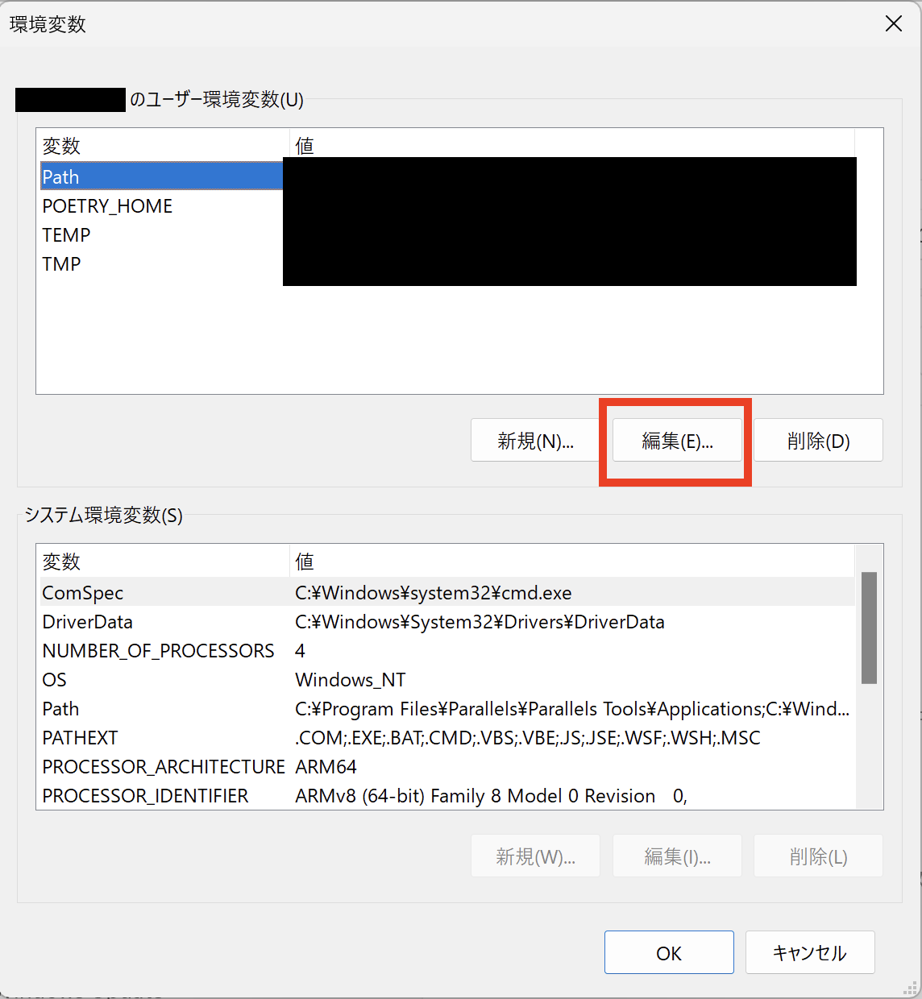 環境変数
のユーザー環境変数(U)
変数 値
Path
POETRY_HOME
TEMP
TMP
新規(N)... 編集(E)... 削除(D)
システム環境変数(S)
変数 値
ComSpec C:¥Windows¥system32¥cmd.exe
DriverData C:¥Windows¥System32¥Drivers¥DriverData
NUMBER_OF_PROCESSORS 4
OS Windows_NT
Path C:¥Program Files¥Parallels¥Parallels Tools¥Applications;C:¥Wind...
PATHEXT .COM;.EXE;.BAT;.CMD;.VBS;.VBE;.JS;.JSE;.WSF;.WSH;.MSC
PROCESSOR_ARCHITECTURE ARM64
PROCESSOR_IDENTIFIER ARMv8 (64-bit) Family 8 Model 0 Revision 0,
新規(W)... 編集(I)... 削除(L)
OK キャンセル